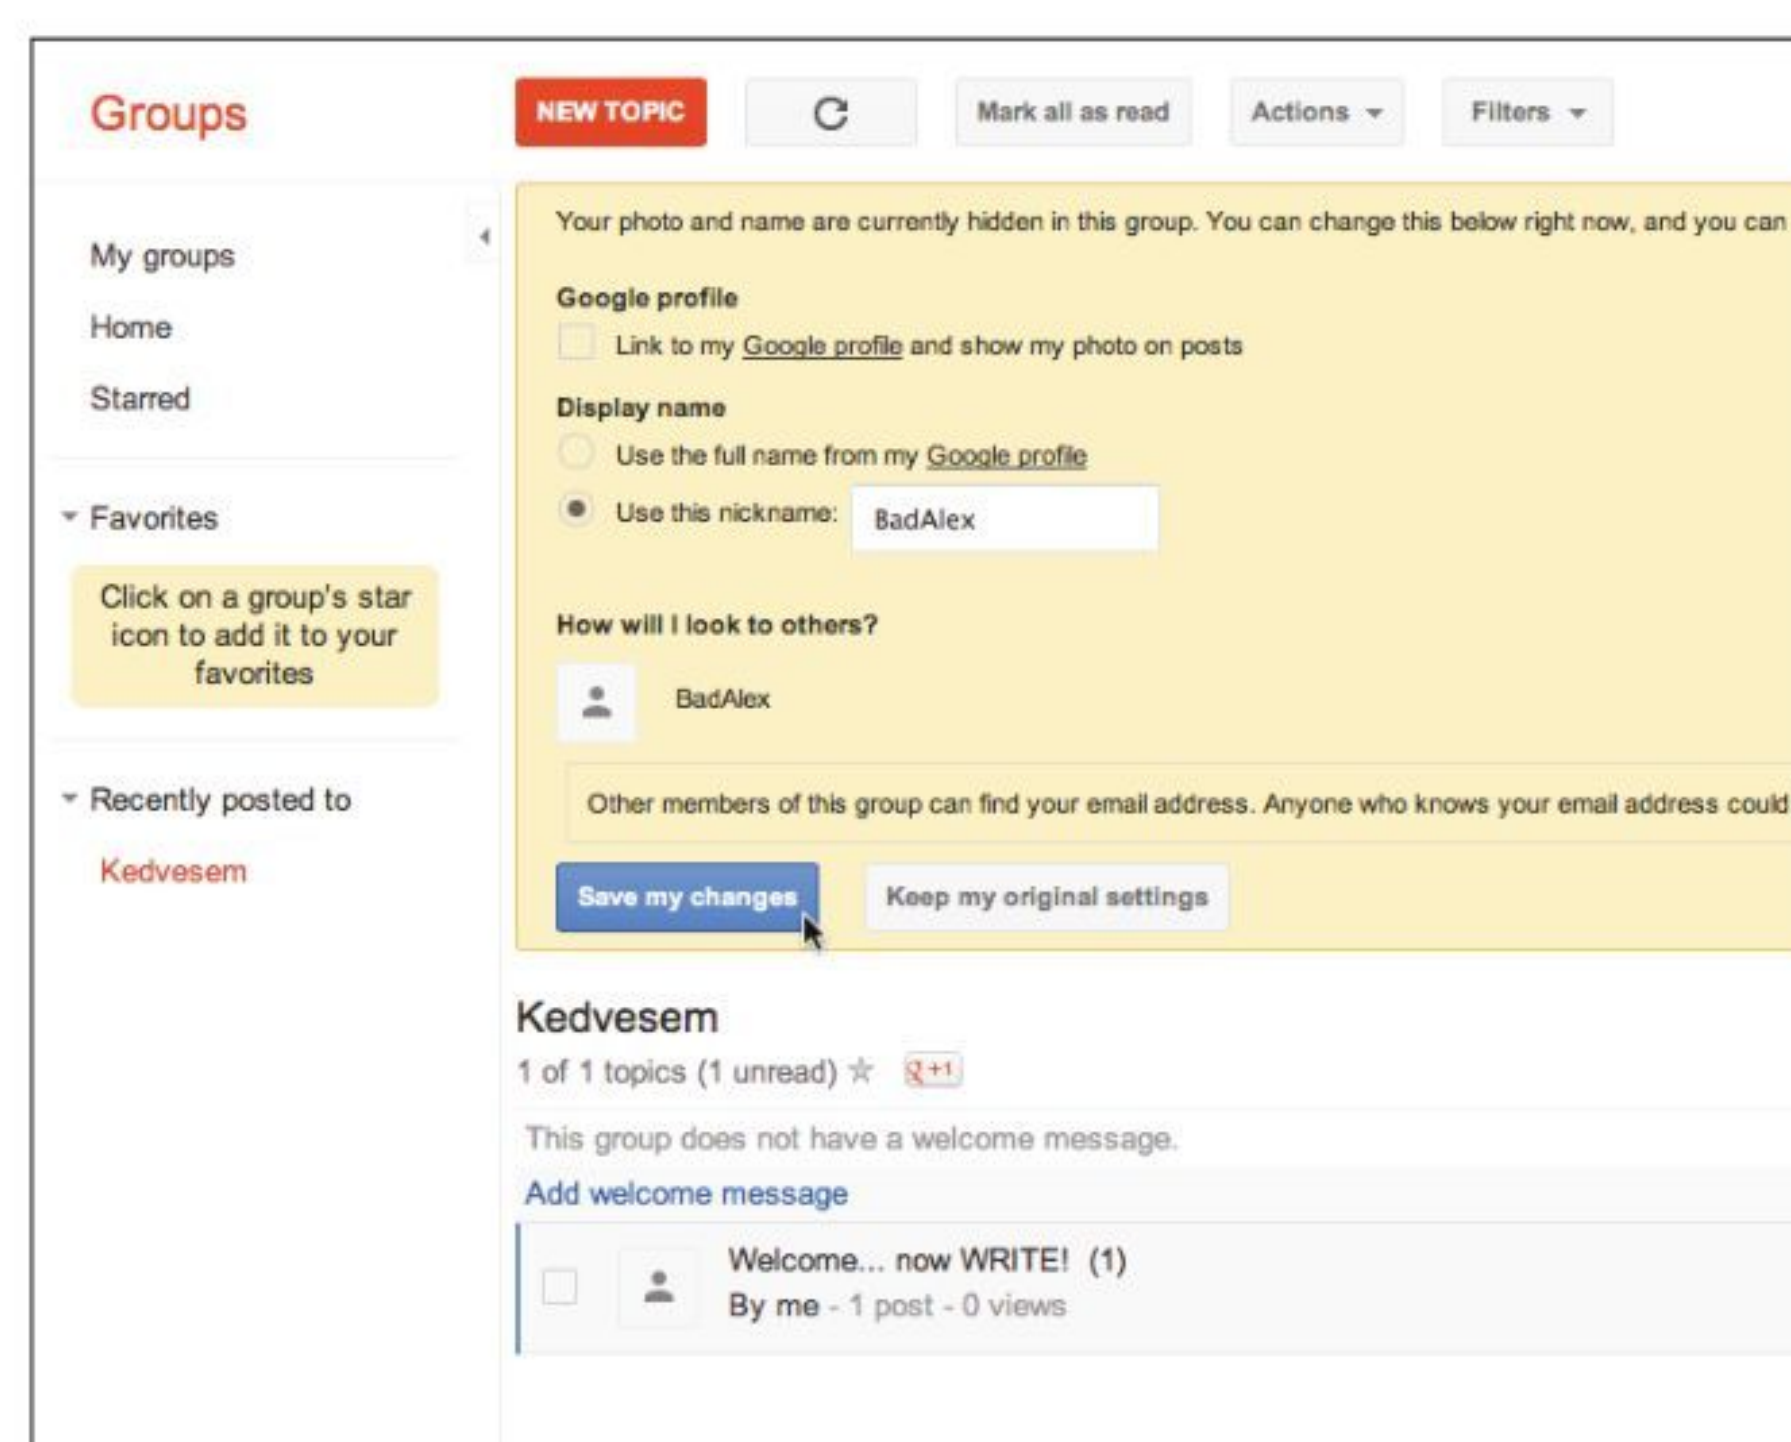 Groups
NEW TOPIC
Mark all as read
Actions
Filters
My groups
Home
Starred
Favorites
Click on a group's star
icon to add it to your
favorites
Recently posted to
Kedvesem
Your photo and name are currently hidden in this group. You can change this below right now, and you can
Google profile
Link to my Google profile and show my photo on posts
Display name
Use the full name from my Google profile
Use this nickname: BadAlex
How will I look to others?
BadAlex
Other members of this group can find your email address. Anyone who knows your email address could
Save my changes
Keep my original settings
Kedvesem
1 of 1 topics (1 unread)
g+1
This group does not have a welcome message.
Add welcome message
Welcome... now WRITE! (1)
By me - 1 post - 0 views